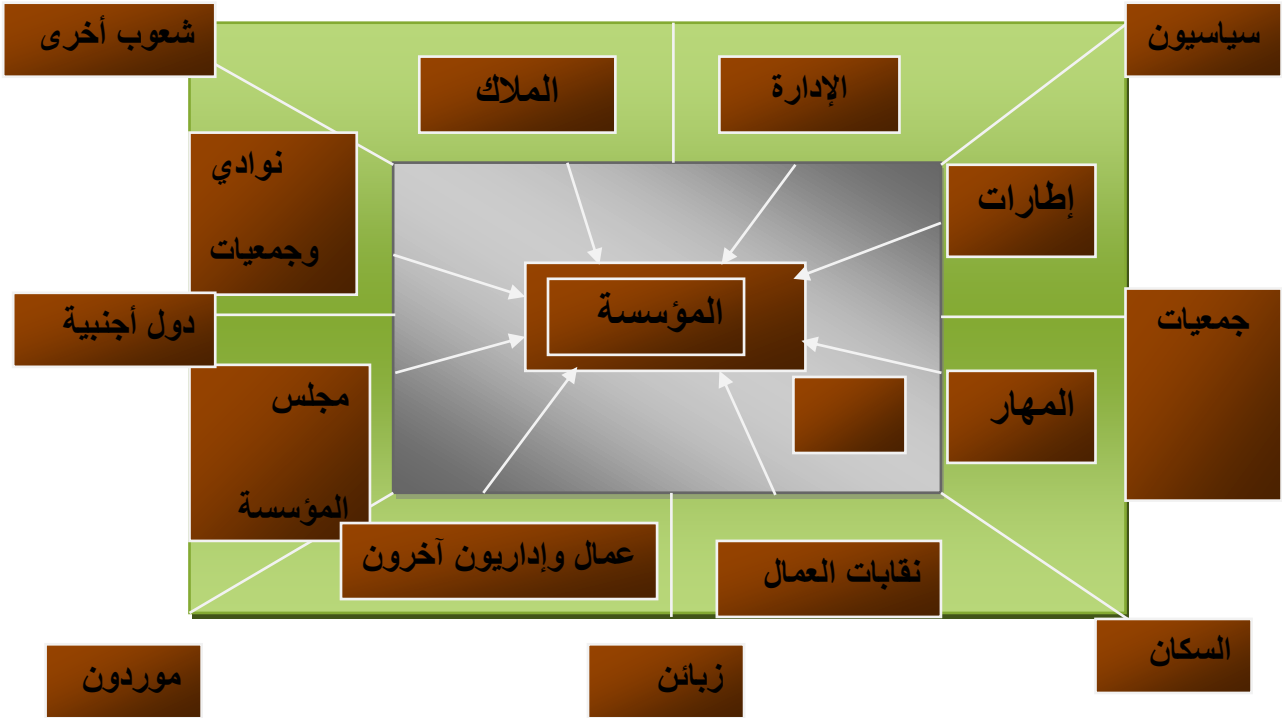 سياسيون
شعوب أخرى
الإدارة
الملاك
إطارات
نوادي
وجمعيات
جمعيات
المؤسسة
دول أجنبية
المهار
مجلس
المؤسسة
عمال وإداريون آخرون
نقابات العمال
السكان
زبائن
موردون